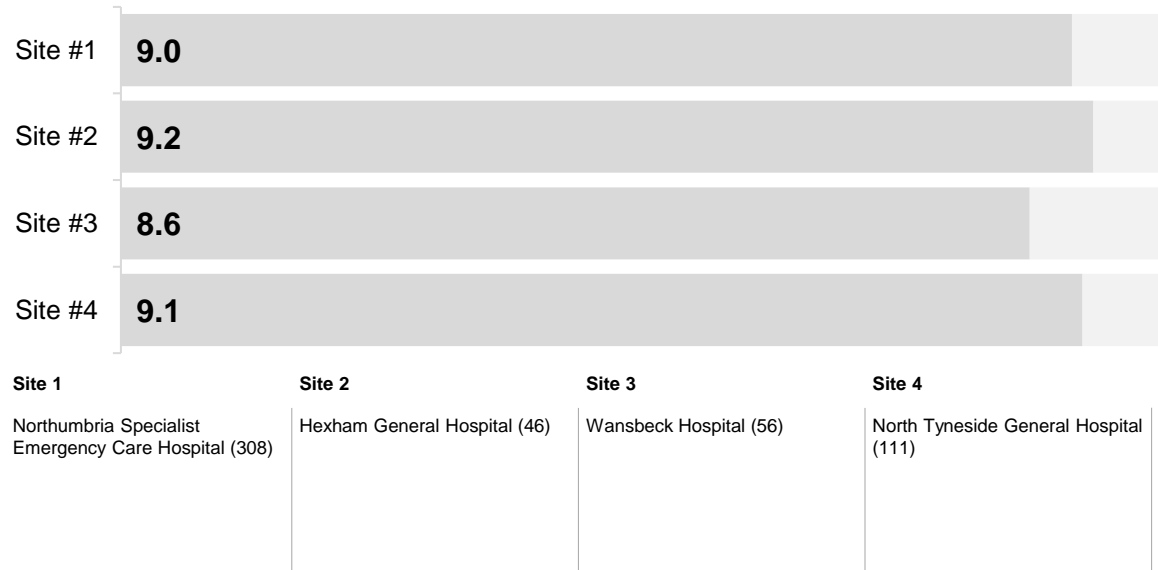 Site #1 9.0
Site #2 9.2
Site #3 8.6
Site #4 9.1
Site 1
Northumbria Specialist
Emergency Care Hospital (308)
Site 2
Hexham General Hospital (46)
Site 3
Wansbeck Hospital (56)
Site 4
North Tyneside General Hospital
(111)